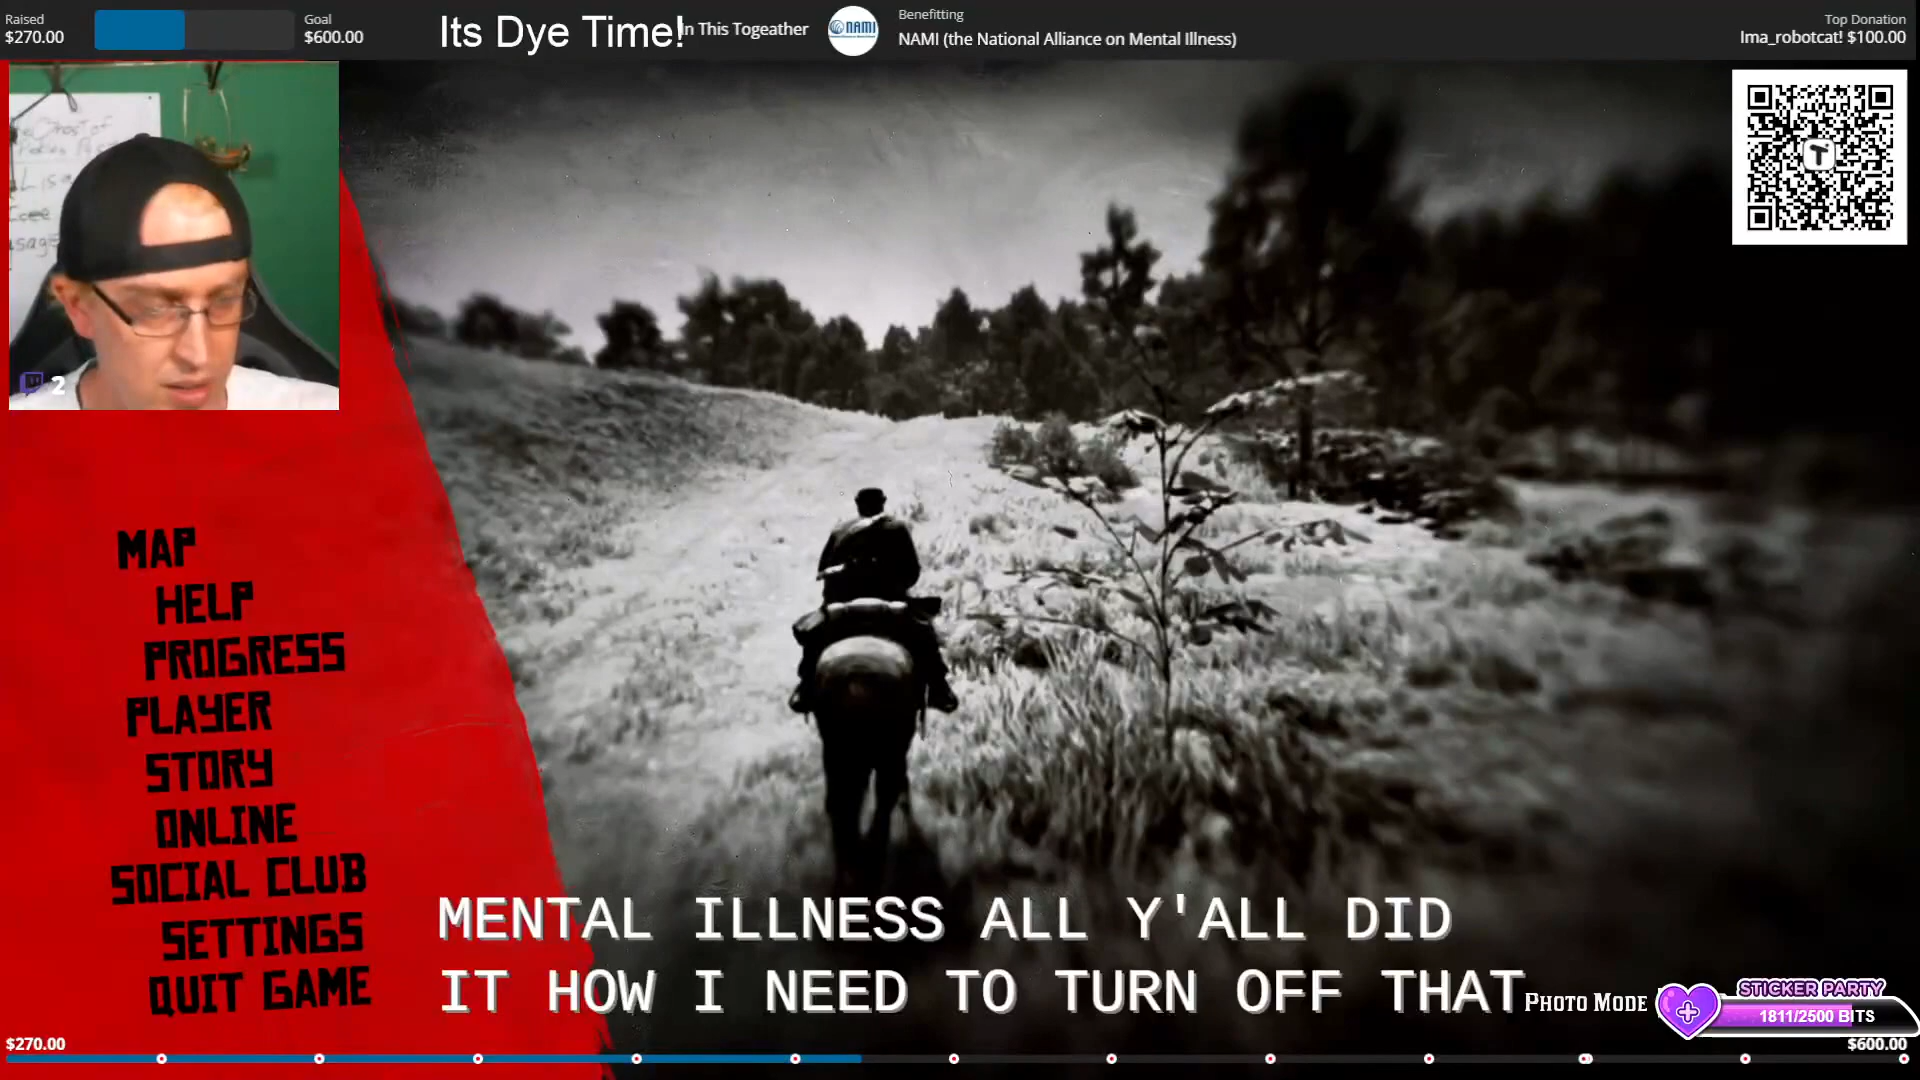 Raised
$270.00
Goal
$600.00
Its Dye Time!
In This Togeather
NAMI
Benefitting
NAMI (the National Alliance on Mental Illness)
Top Donation
Ima_robotcat! $100.00
2
MAP
HELP
PROGRESS
PLAYER
STORY
ONLINE
SOCIAL CLUB
SETTINGS
QUIT GAME
MENTAL ILLNESS ALL Y'ALL DID
IT HOW I NEED TO TURN OFF THAT
PHOTO MODE
STICKER PARTY
1811/2500 BITS
$270.00
$600.00